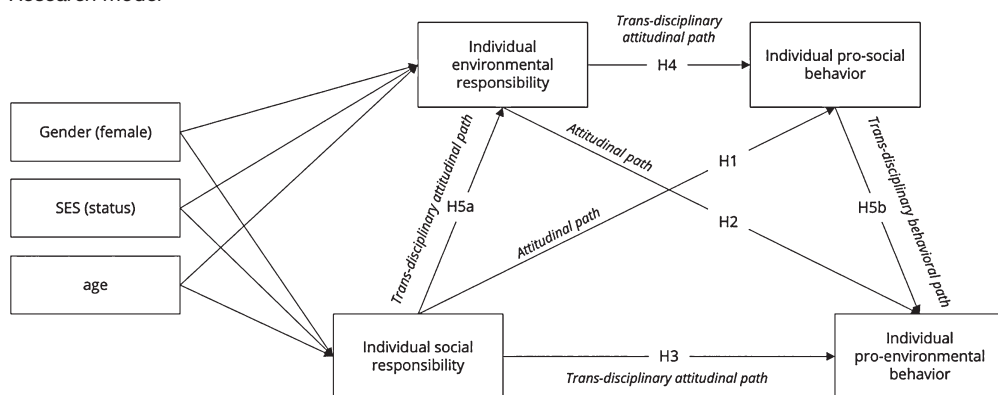 Trans-disciplinary
attitudinal path
Individual
environmental
responsibility
H4
Individual pro-social
behavior
Gender (female)
SES (status)
age
Trans-disciplinary attitudinal path
H5a
Attitudinal path
H1
Attitudinal path
H2
H5b
Trans-disciplinary behavioral path
Individual social
responsibility
H3
Trans-disciplinary attitudinal path
Individual
pro-environmental
behavior